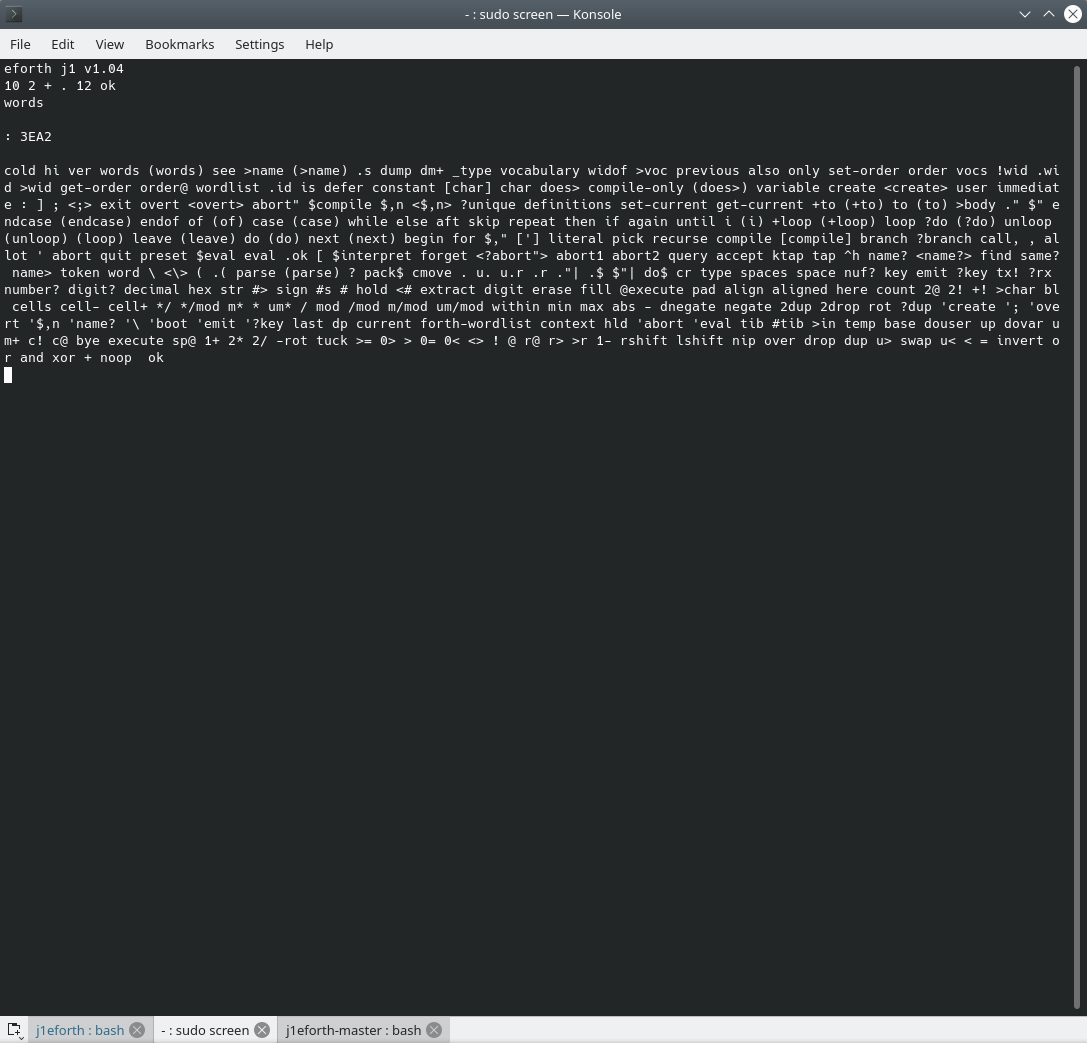 - : sudo screen — Konsole
File Edit View Bookmarks Settings Help
eforth j1 v1.04
10 2 + . 12 ok
words
: 3EA2
cold hi ver words (words) see >name (>name) .s dump dm+ _type vocabulary widof >voc previous also only set-order order vocs !wid .wi
d >wid get-order order@ wordlist .id is defer constant [char] char does> compile-only (does>) variable create <create> user immediat
e : ] ; <;> exit overt <overt> abort" $compile $,n <$,n> ?unique definitions set-current get-current +to (+to) to (to) >body ." $" e
ndcase (endcase) endof of (of) case (case) while else aft skip repeat then if again until i (i) +loop (+loop) loop ?do (?do) unloop
(unloop) (loop) leave (leave) do (do) next (next) begin for $," ['] literal pick recurse compile [compile] branch ?branch call, , al
lot ' abort quit preset $eval eval .ok [ $interpret forget <?abort"> abort1 abort2 query accept ktap tap ^h name? <name?> find same?
name> token word \ <\> ( .( parse (parse) ? pack$ cmove . u. u.r .r ."| .$ $"| do$ cr type spaces space nuf? key emit ?key tx! ?rx
number? digit? decimal hex str #> sign #s # hold <# extract digit erase fill @execute pad align aligned here count 2@ 2! +! >char bl
cells cell- cell+ */ */mod m* * um* / mod /mod m/mod um/mod within min max abs - dnegate negate 2dup 2drop rot ?dup 'create '; 'ove
rt '$,n 'name? '\ 'boot 'emit '?key last dp current forth-wordlist context hld 'abort 'eval tib #tib >in temp base douser up dovar u
m+ c! c@ bye execute sp@ 1+ 2* 2/ -rot tuck >= 0> > 0= 0< <> ! @ r@ r> >r 1- rshift lshift nip over drop dup u> swap u< < = invert o
r and xor + noop  ok
j1eforth : bash - : sudo screen j1eforth-master : bash